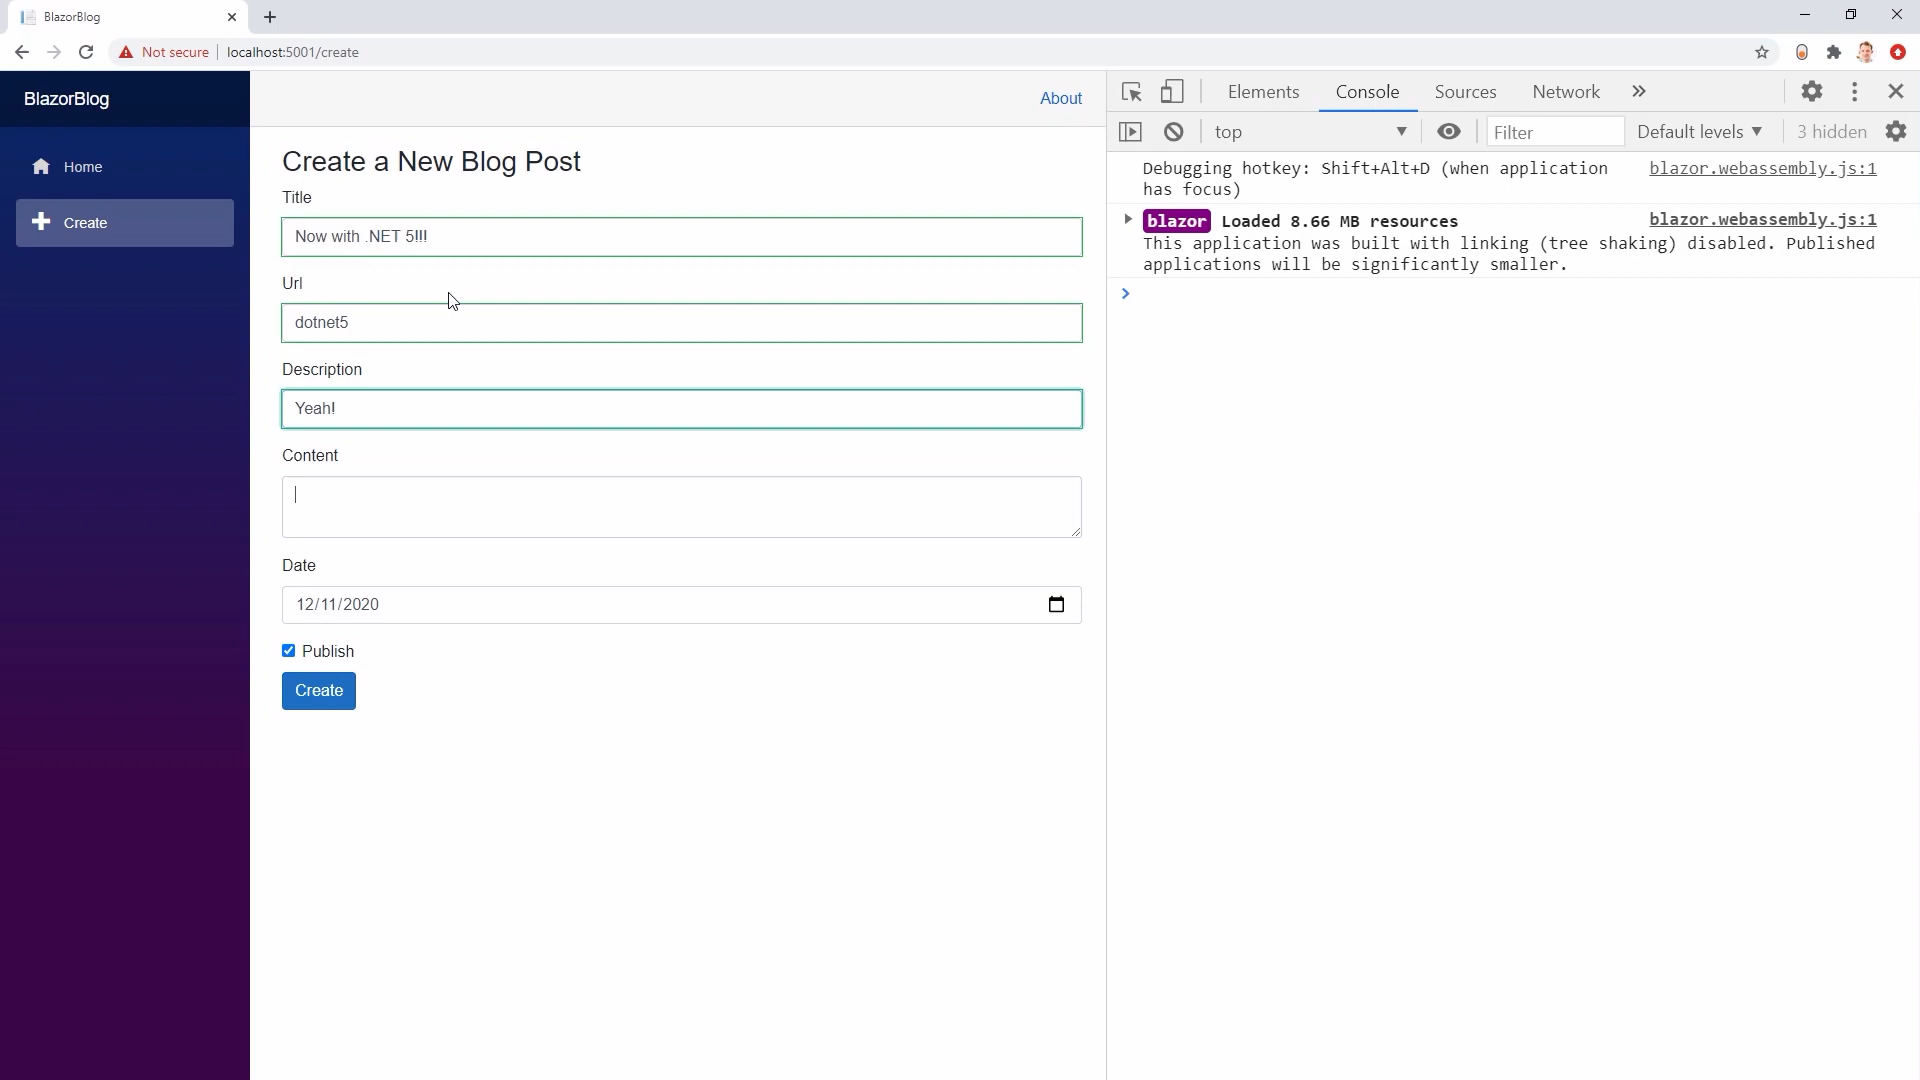 BlazorBlog
Not secure
localhost:5001/create
BlazorBlog
About
Home
Create
Create a New Blog Post
Title
Now with .NET 5!!!
Url
dotnet5
Description
Yeah!
Content
Date
12/11/2020
Publish
Create
Elements
Console
Sources
Network
top
Filter
Default levels
3 hidden
Debugging hotkey: Shift+Alt+D (when application
has focus)
blazor.webassembly.js:1
blazor Loaded 8.66 MB resources
blazor.webassembly.js:1
This application was built with linking (tree shaking) disabled. Published
applications will be significantly smaller.